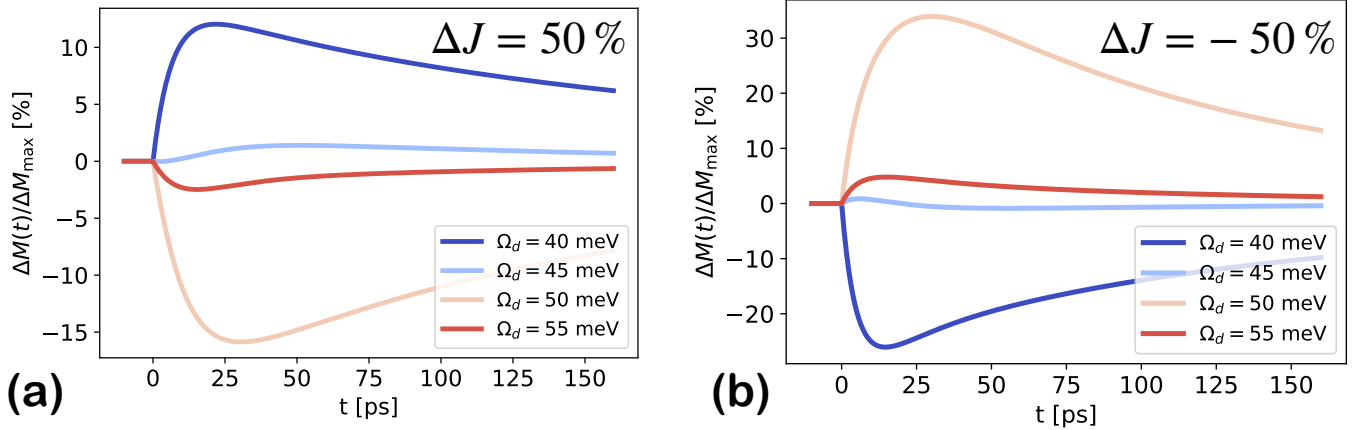 ΔJ = 50 %
ΔM(t)/ΔM_max [%]
10
5
0
−5
−10
−15
Ω_d = 40 meV
Ω_d = 45 meV
Ω_d = 50 meV
Ω_d = 55 meV
0 25 50 75 100 125 150
t [ps]
(a)
ΔJ = − 50 %
ΔM(t)/ΔM_max [%]
30
20
10
0
−10
−20
Ω_d = 40 meV
Ω_d = 45 meV
Ω_d = 50 meV
Ω_d = 55 meV
0 25 50 75 100 125 150
t [ps]
(b)